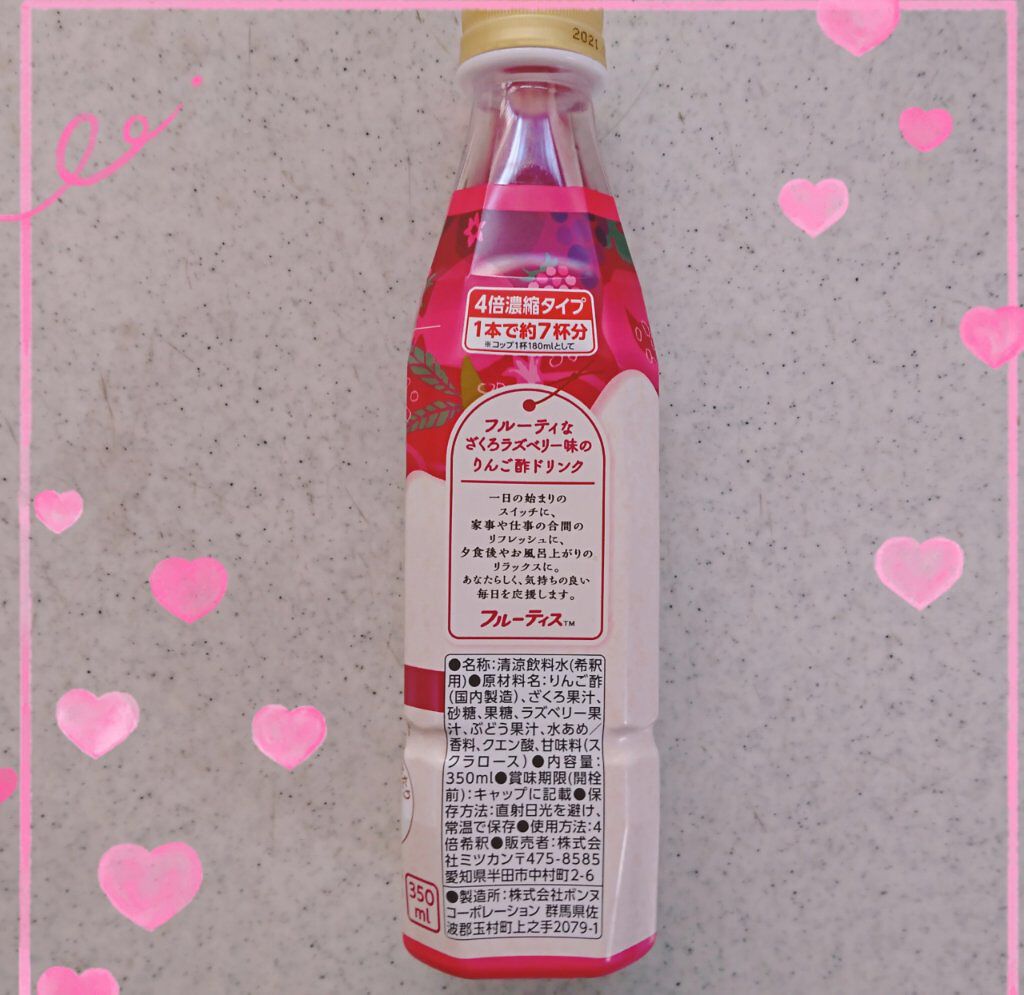 2021
4倍濃縮タイプ
1本で約7杯分
※コップ1杯180mlとして
フルーティな
ざくろラズベリー味の
りんご酢ドリンク
一日の始まりの
スイッチに、
家事や仕事の合間の
リフレッシュに、
夕食後やお風呂上がりの
リラックスに。
あなたらしく、気持ちの良い
毎日を応援します。
フルーティス™
●名称:清涼飲料水(希釈
用)●原材料名:りんご酢
(国内製造)、ざくろ果汁、
砂糖、果糖、ラズベリー果
汁、ぶどう果汁、水あめ/
香料、クエン酸、甘味料(ス
クラロース)●内容量:
350ml●賞味期限(開栓
前):キャップに記載●保
存方法:直射日光を避け、
常温で保存●使用方法:4
倍希釈●販売者:株式会
社ミツカン〒475-8585
愛知県半田市中村町2-6
●製造所:株式会社ボンヌ
コーポレーション 群馬県佐
波郡玉村町上之手2079-1
350
ml